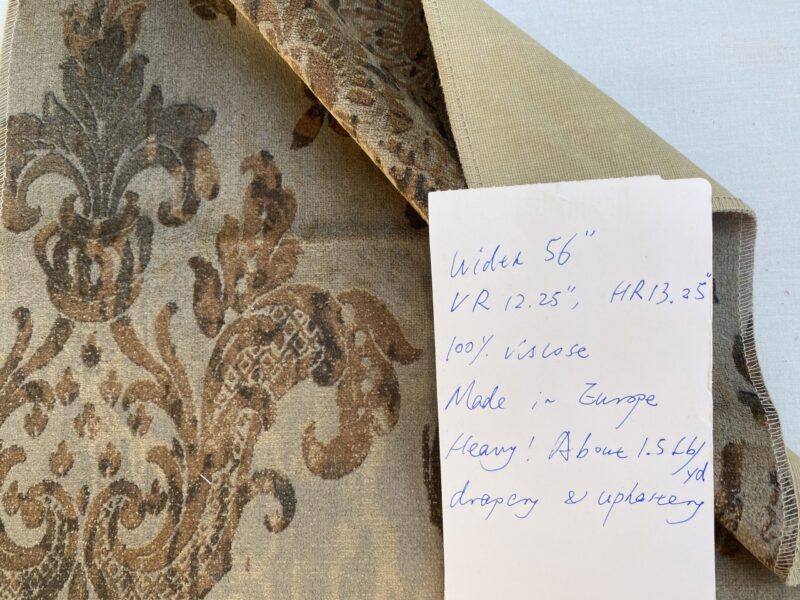 Width 56"
VR 12.25", HR 13.25"
100% viscose
Made in Europe
Heavy! About 1.5 Lb/yd
drapery & uphortery